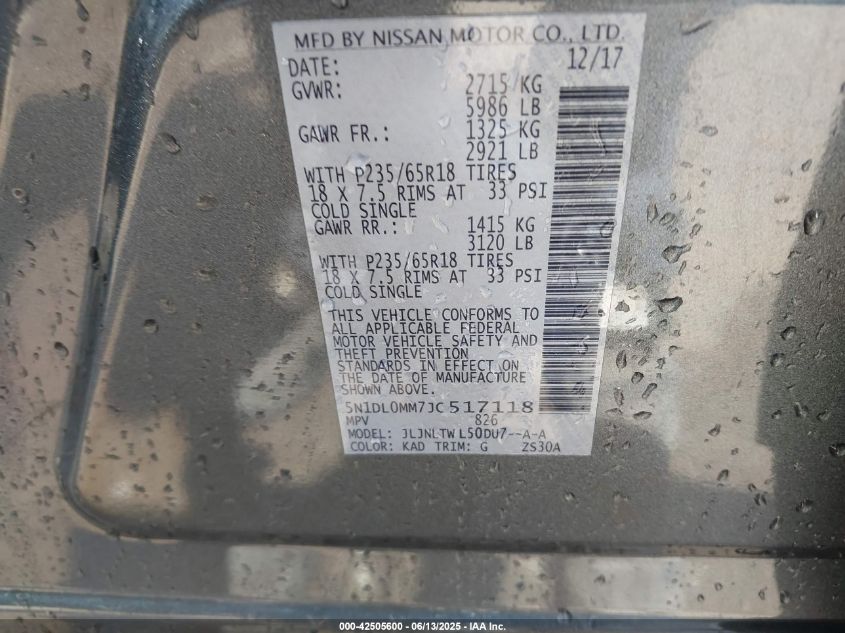 MFD BY NISSAN MOTOR CO., LTD.
DATE: 12/17
GVWR: 2715 KG
5986 LB
GAWR FR.: 1325 KG
2921 LB
WITH P235/65R18 TIRES
18 X 7.5 RIMS AT 33 PSI
COLD SINGLE
GAWR RR.: 1415 KG
3120 LB
WITH P235/65R18 TIRES
18 X 7.5 RIMS AT 33 PSI
COLD SINGLE
THIS VEHICLE CONFORMS TO
ALL APPLICABLE FEDERAL
MOTOR VEHICLE SAFETY AND
THEFT PREVENTION
STANDARDS IN EFFECT ON
THE DATE OF MANUFACTURE
SHOWN ABOVE.
5N1DL0MM7JC517118
MPV 826
MODEL: JLJNLTWL50DU7--A-A
COLOR: KAD TRIM: G ZS30A
000-42505600 - 06/13/2025 - IAA Inc.